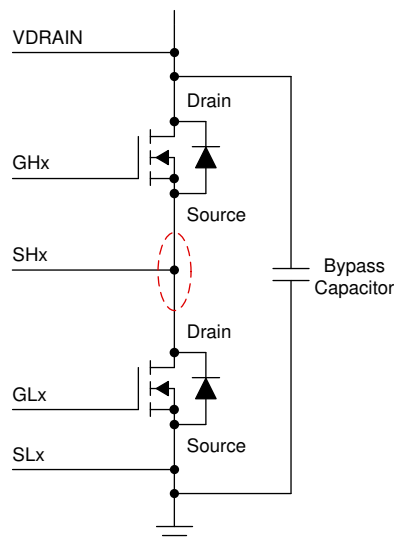 VDRAIN
Drain
GHx
Source
SHx
Bypass
Capacitor
Drain
GLx
Source
SLx